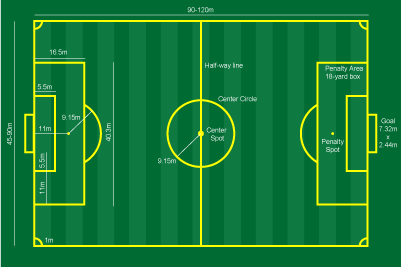 90-120m
16.5m
Half-way line
Penalty Area
18-yard box
5.5m
Center Circle
9.15m
Goal
7.32m
x
2.44m
11m
40.3m
Center
Spot
45-90m
Penalty
Spot
5.5m
9.15m
11m
1m